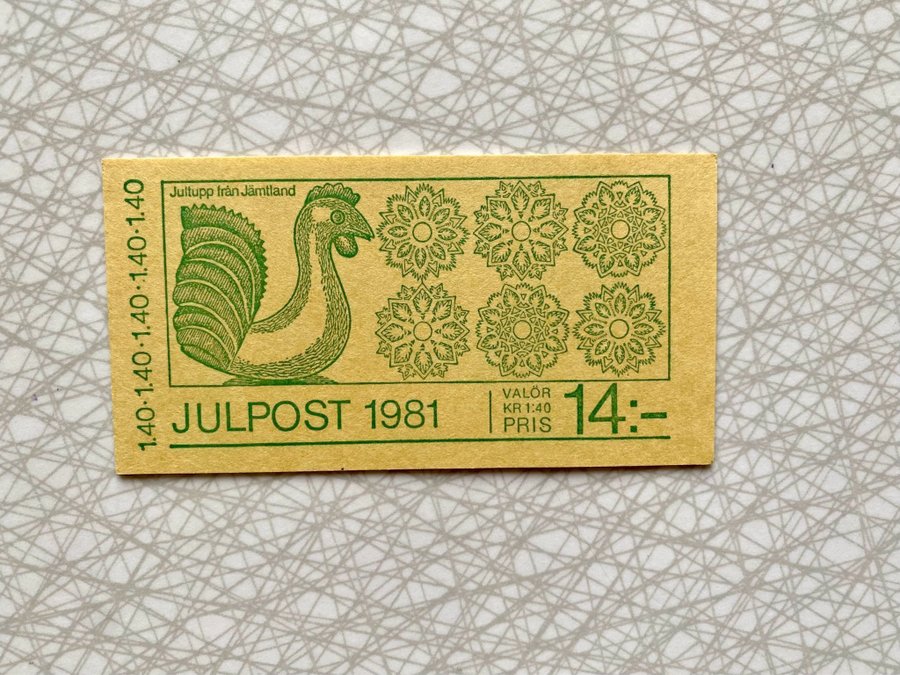 1.40·1.40·1.40·1.40·1.40
Jultupp från Jämtland
JULPOST 1981
VALÖR
KR 1:40
PRIS
14:-